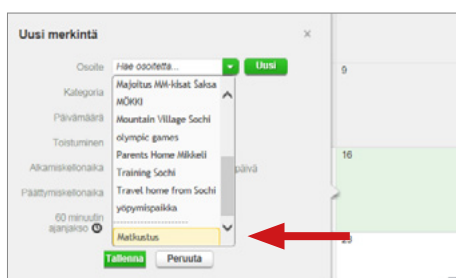 Uusi merkintä ×
Osoite Hae osoitetta... Uusi
9
Kategoria Majoitus MM-kisat Saksa
MÖKKI
Päivämäärä Mountain Village Sochi
Toistuminen olympic games
Parents Home Mikkeli
16
Alkamiskellonaika Training Sochi päivä
Päättymiskellonaika Travel home from Sochi
yöpymispaikka
60 minuutin
ajanjakso
--------------------
Matkustus
23
Tallenna Peruuta